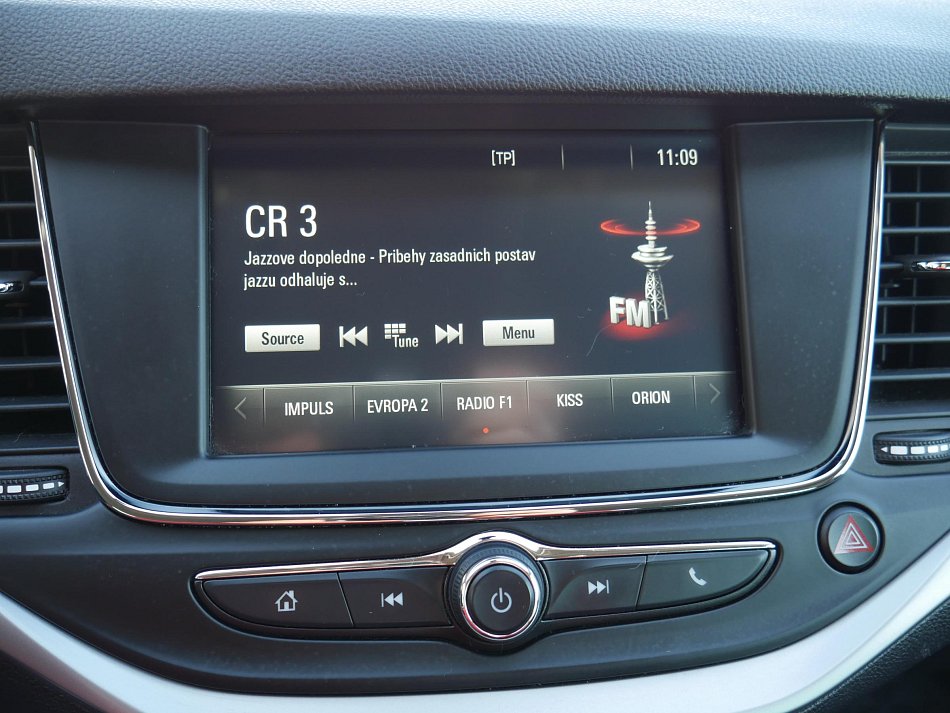 [TP] 11:09
CR 3
Jazzove dopoledne - Pribehy zasadnich postav
jazzu odhaluje s...
FM
Source Tune Menu
IMPULS EVROPA 2 RADIO F1 KISS ORION